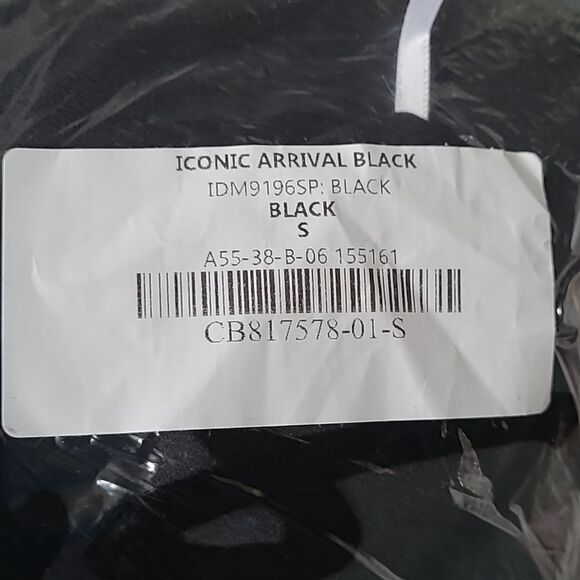 ICONIC ARRIVAL BLACK
IDM9196SP: BLACK
BLACK
S
A55-38-B-06 155161
CB817578-01-S